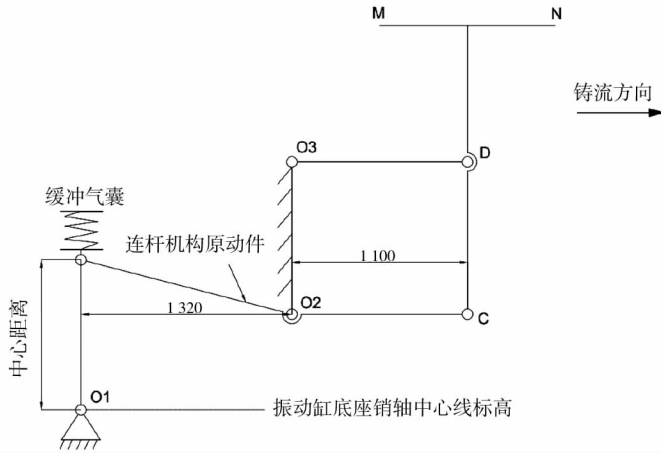 M
N
铸流方向
O3
D
缓冲气囊
连杆机构原动件
1 100
1 320
O2
C
中心距离
O1
振动缸底座销轴中心线标高